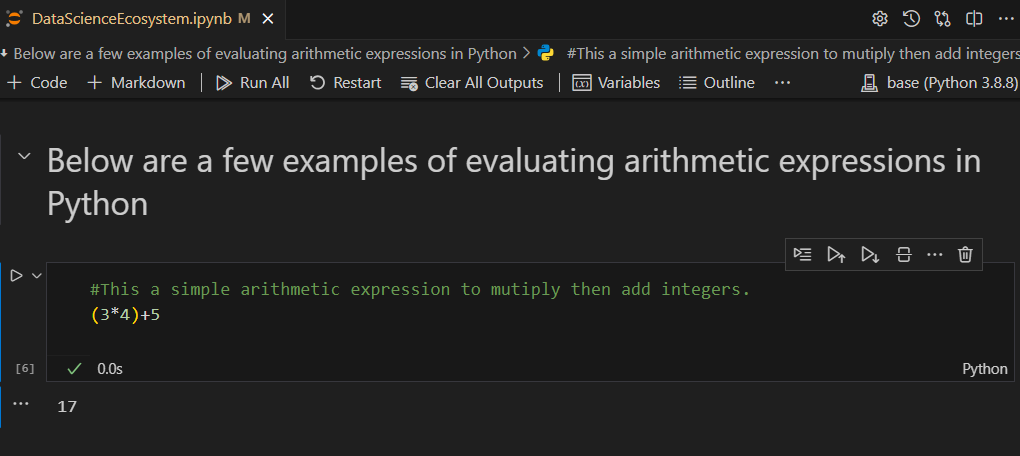 DataScienceEcosystem.ipynb M
Below are a few examples of evaluating arithmetic expressions in Python > #This a simple arithmetic expression to mutiply then add integers
+ Code + Markdown Run All Restart Clear All Outputs Variables Outline ... base (Python 3.8.8)
Below are a few examples of evaluating arithmetic expressions in
Python
#This a simple arithmetic expression to mutiply then add integers.
(3*4)+5
[6] 0.0s Python
17